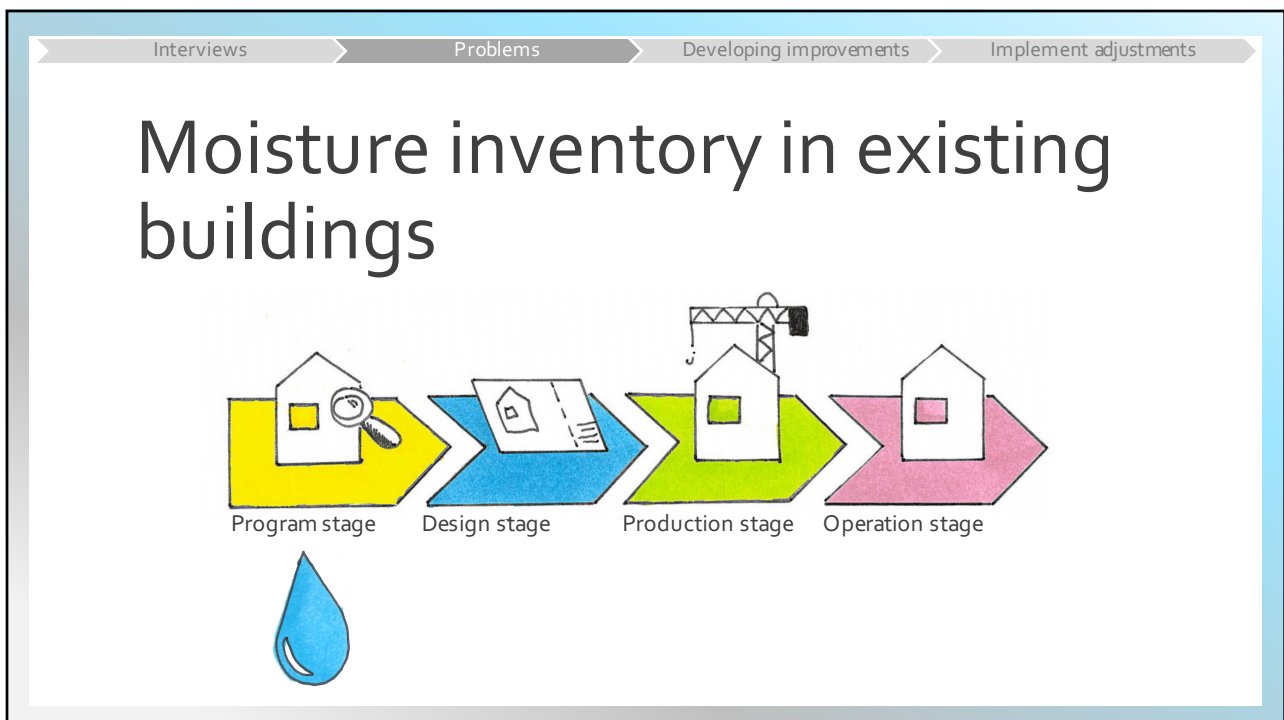 Interviews
Problems
Developing improvements
Implement adjustments
Moisture inventory in existing
buildings
Program stage
Design stage
Production stage
Operation stage